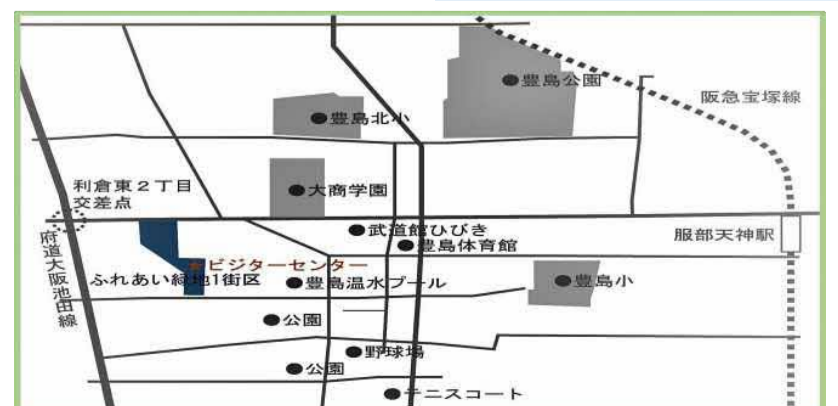 豊島公園
阪急宝塚線
豊島北小
利倉東2丁目
交差点
大商学園
武道館ひびき
豊島体育館
服部天神駅
府道大阪池田線
★ビジターセンター
ふれあい緑地1街区
豊島温水プール
豊島小
公園
野球場
公園
テニスコート